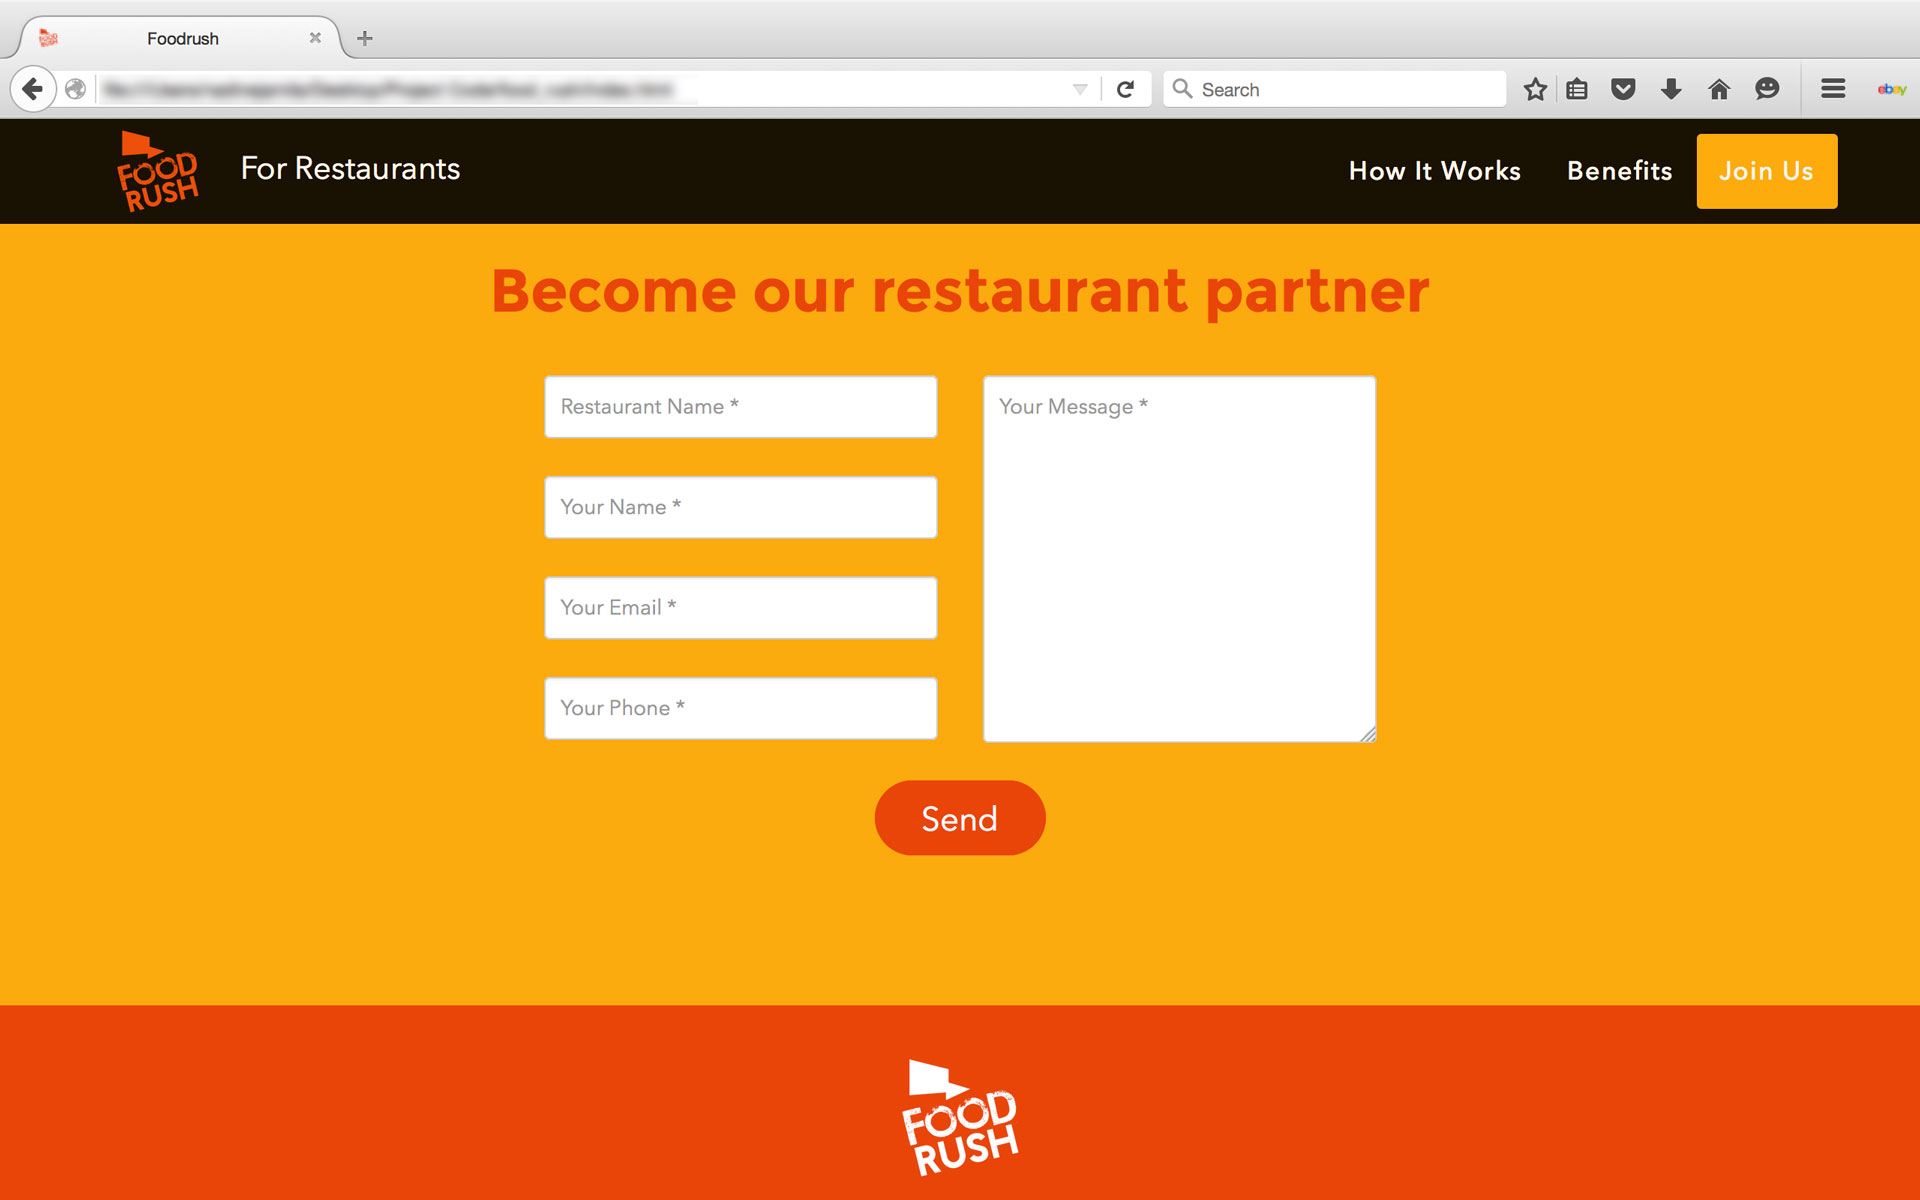 Foodrush
Search
ebay
FOOD
RUSH
For Restaurants
How It Works
Benefits
Join Us
Become our restaurant partner
Restaurant Name *
Your Name *
Your Email *
Your Phone *
Your Message *
Send
FOOD
RUSH